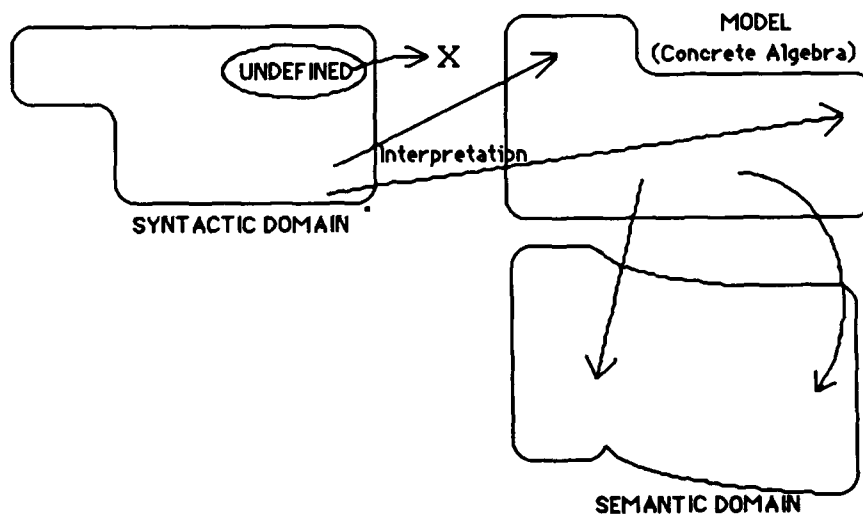 MODEL
(Concrete Algebra)
UNDEFINED X
Interpretation
SYNTACTIC DOMAIN
SEMANTIC DOMAIN